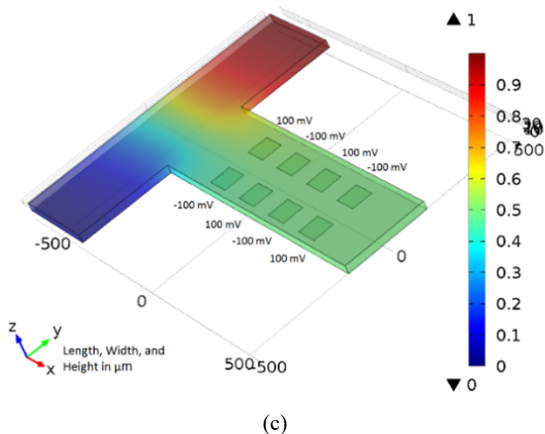 ▲ 1
0.9
0.8
0.7
0.6
0.5
0.4
0.3
0.2
0.1
0
▼ 0
500
0
100 mV
-100 mV
100 mV
-100 mV
-100 mV
100 mV
-100 mV
100 mV
-500
0
500
-500
z
y
x
Length, Width, and
Height in µm
(c)